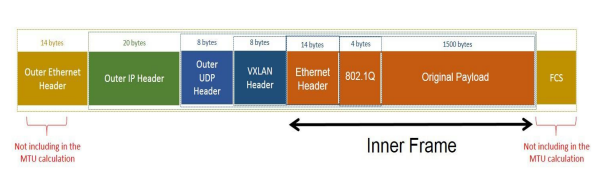 14 bytes
20 bytes
8 bytes
8 bytes
14 bytes
4 bytes
1500 bytes
Outer Ethernet
Header
Outer IP Header
Outer
UDP
Header
VXLAN
Header
Ethernet
Header
802.1Q
Original Payload
FCS
Not including in the
MTU calculation
Inner Frame
Not including in the
MTU calculation